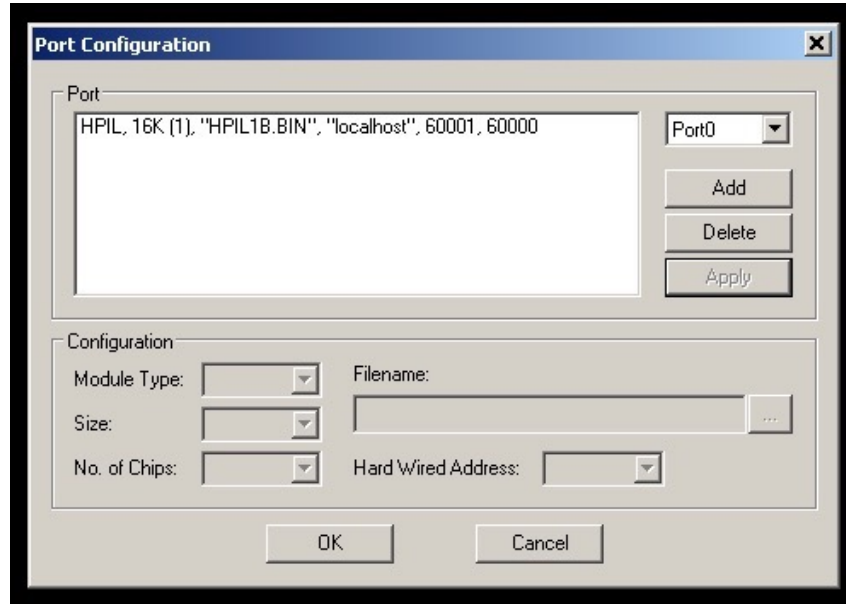 Port Configuration
Port
HPIL, 16K (1), "HPIL1B.BIN", "localhost", 60001, 60000
Port0
Add
Delete
Apply
Configuration
Module Type:
Filename:
...
Size:
No. of Chips:
Hard Wired Address:
OK
Cancel